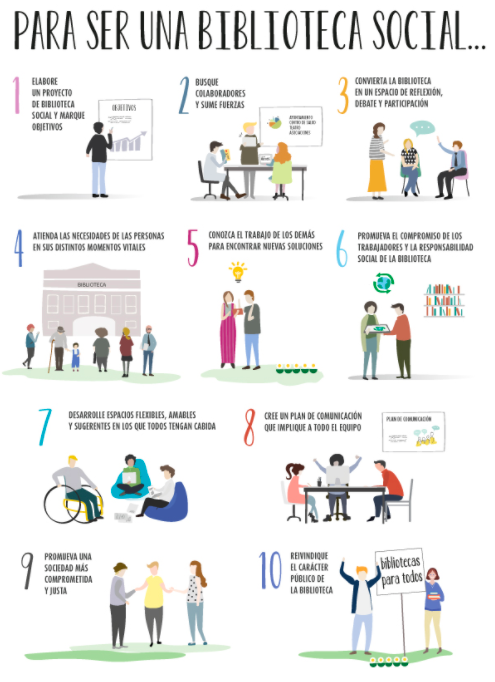 PARA SER UNA BIBLIOTECA SOCIAL...
1
ELABORE
UN PROYECTO
DE BIBLIOTECA
SOCIAL Y MARQUE
OBJETIVOS
OBJETIVOS
2
BUSQUE
COLABORADORES
Y SUME FUERZAS
AYUNTAMIENTO
CENTRO DE SALUD
TEATRO
ASOCIACIONES
3
CONVIERTA LA BIBLIOTECA
EN UN ESPACIO DE REFLEXIÓN,
DEBATE Y PARTICIPACIÓN
4
ATIENDA LAS NECESIDADES DE LAS PERSONAS
EN SUS DISTINTOS MOMENTOS VITALES
BIBLIOTECA
5
CONOZCA EL TRABAJO DE LOS DEMÁS
PARA ENCONTRAR NUEVAS SOLUCIONES
6
PROMUEVA EL COMPROMISO DE LOS
TRABAJADORES Y LA RESPONSABILIDAD
SOCIAL DE LA BIBLIOTECA
7
DESARROLLE ESPACIOS FLEXIBLES, AMABLES
Y SUGERENTES EN LOS QUE TODOS TENGAN CABIDA
8
CREE UN PLAN DE COMUNICACIÓN
QUE IMPLIQUE A TODO EL EQUIPO
PLAN DE COMUNICACIÓN
9
PROMUEVA UNA
SOCIEDAD MÁS
COMPROMETIDA
Y JUSTA
10
REIVINDIQUE
EL CARÁCTER
PÚBLICO DE
LA BIBLIOTECA
bibliotecas
para todos